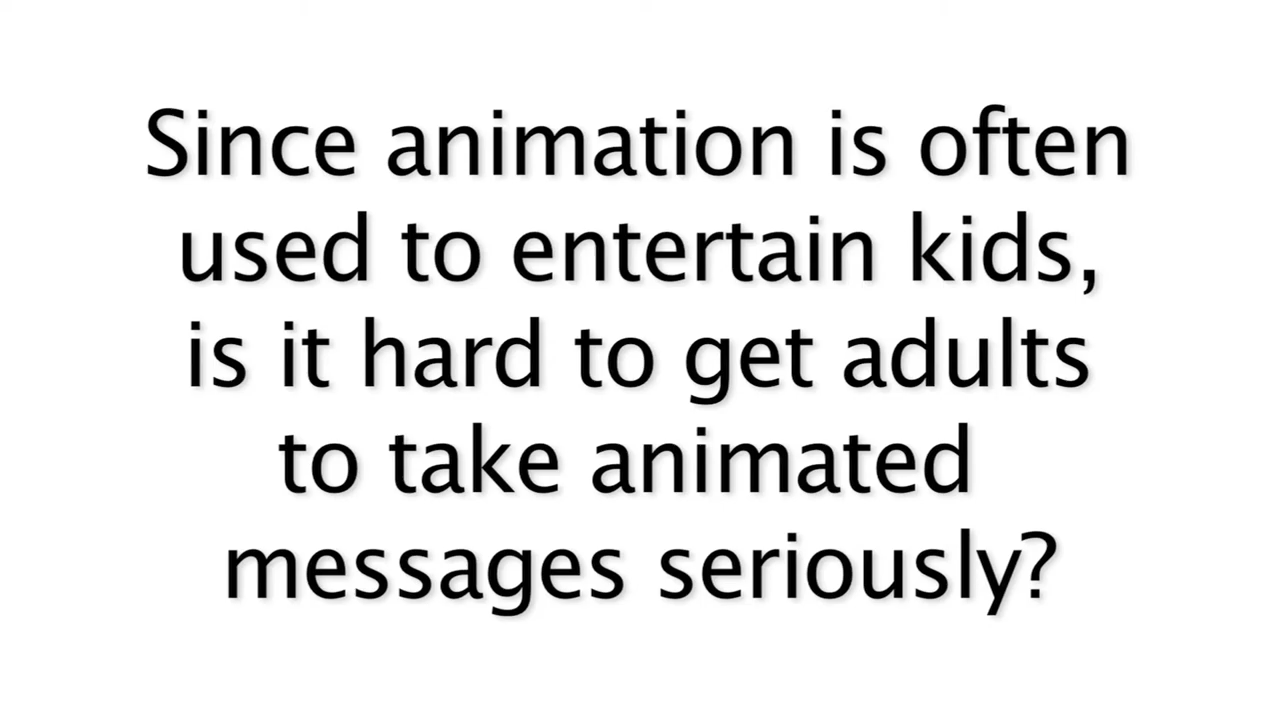 Since animation is often
used to entertain kids,
is it hard to get adults
to take animated
messages seriously?